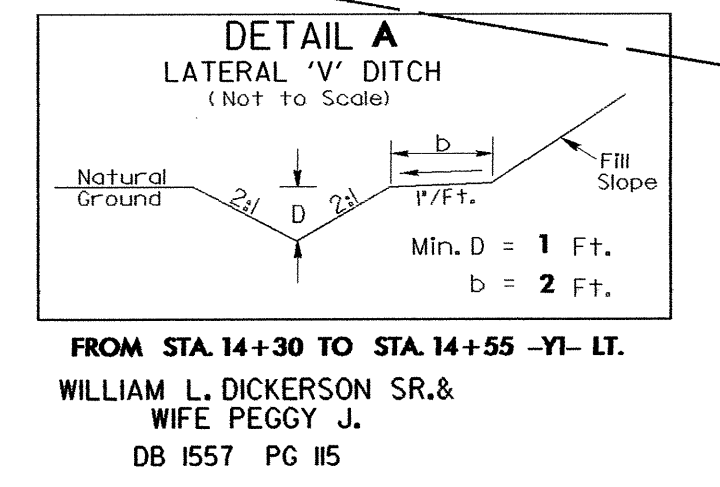 DETAIL A
LATERAL 'V' DITCH
(Not to Scale)
b
Natural
Ground
2:1
D
2:1
1"/Ft.
Fill
Slope
Min. D = 1 Ft.
b = 2 Ft.
FROM STA. 14+30 TO STA. 14+55 -Y1- LT.
WILLIAM L. DICKERSON SR.&
WIFE PEGGY J.
DB 1557 PG 115